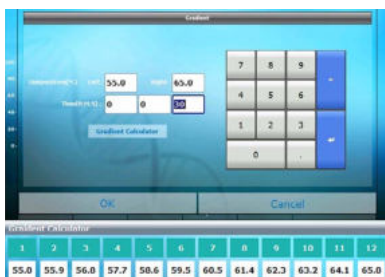 Gradient
7 8 9
Temperature(℃) Left 55.0 Right 65.0
4 5 6
Time(H:M:S) 0 0 30
1 2 3
Gradient Calculator
0 .
OK Cancel
Gradient Calculator
1 2 3 4 5 6 7 8 9 10 11 12
55.0 55.9 56.8 57.7 58.6 59.5 60.5 61.4 62.3 63.2 64.1 65.0